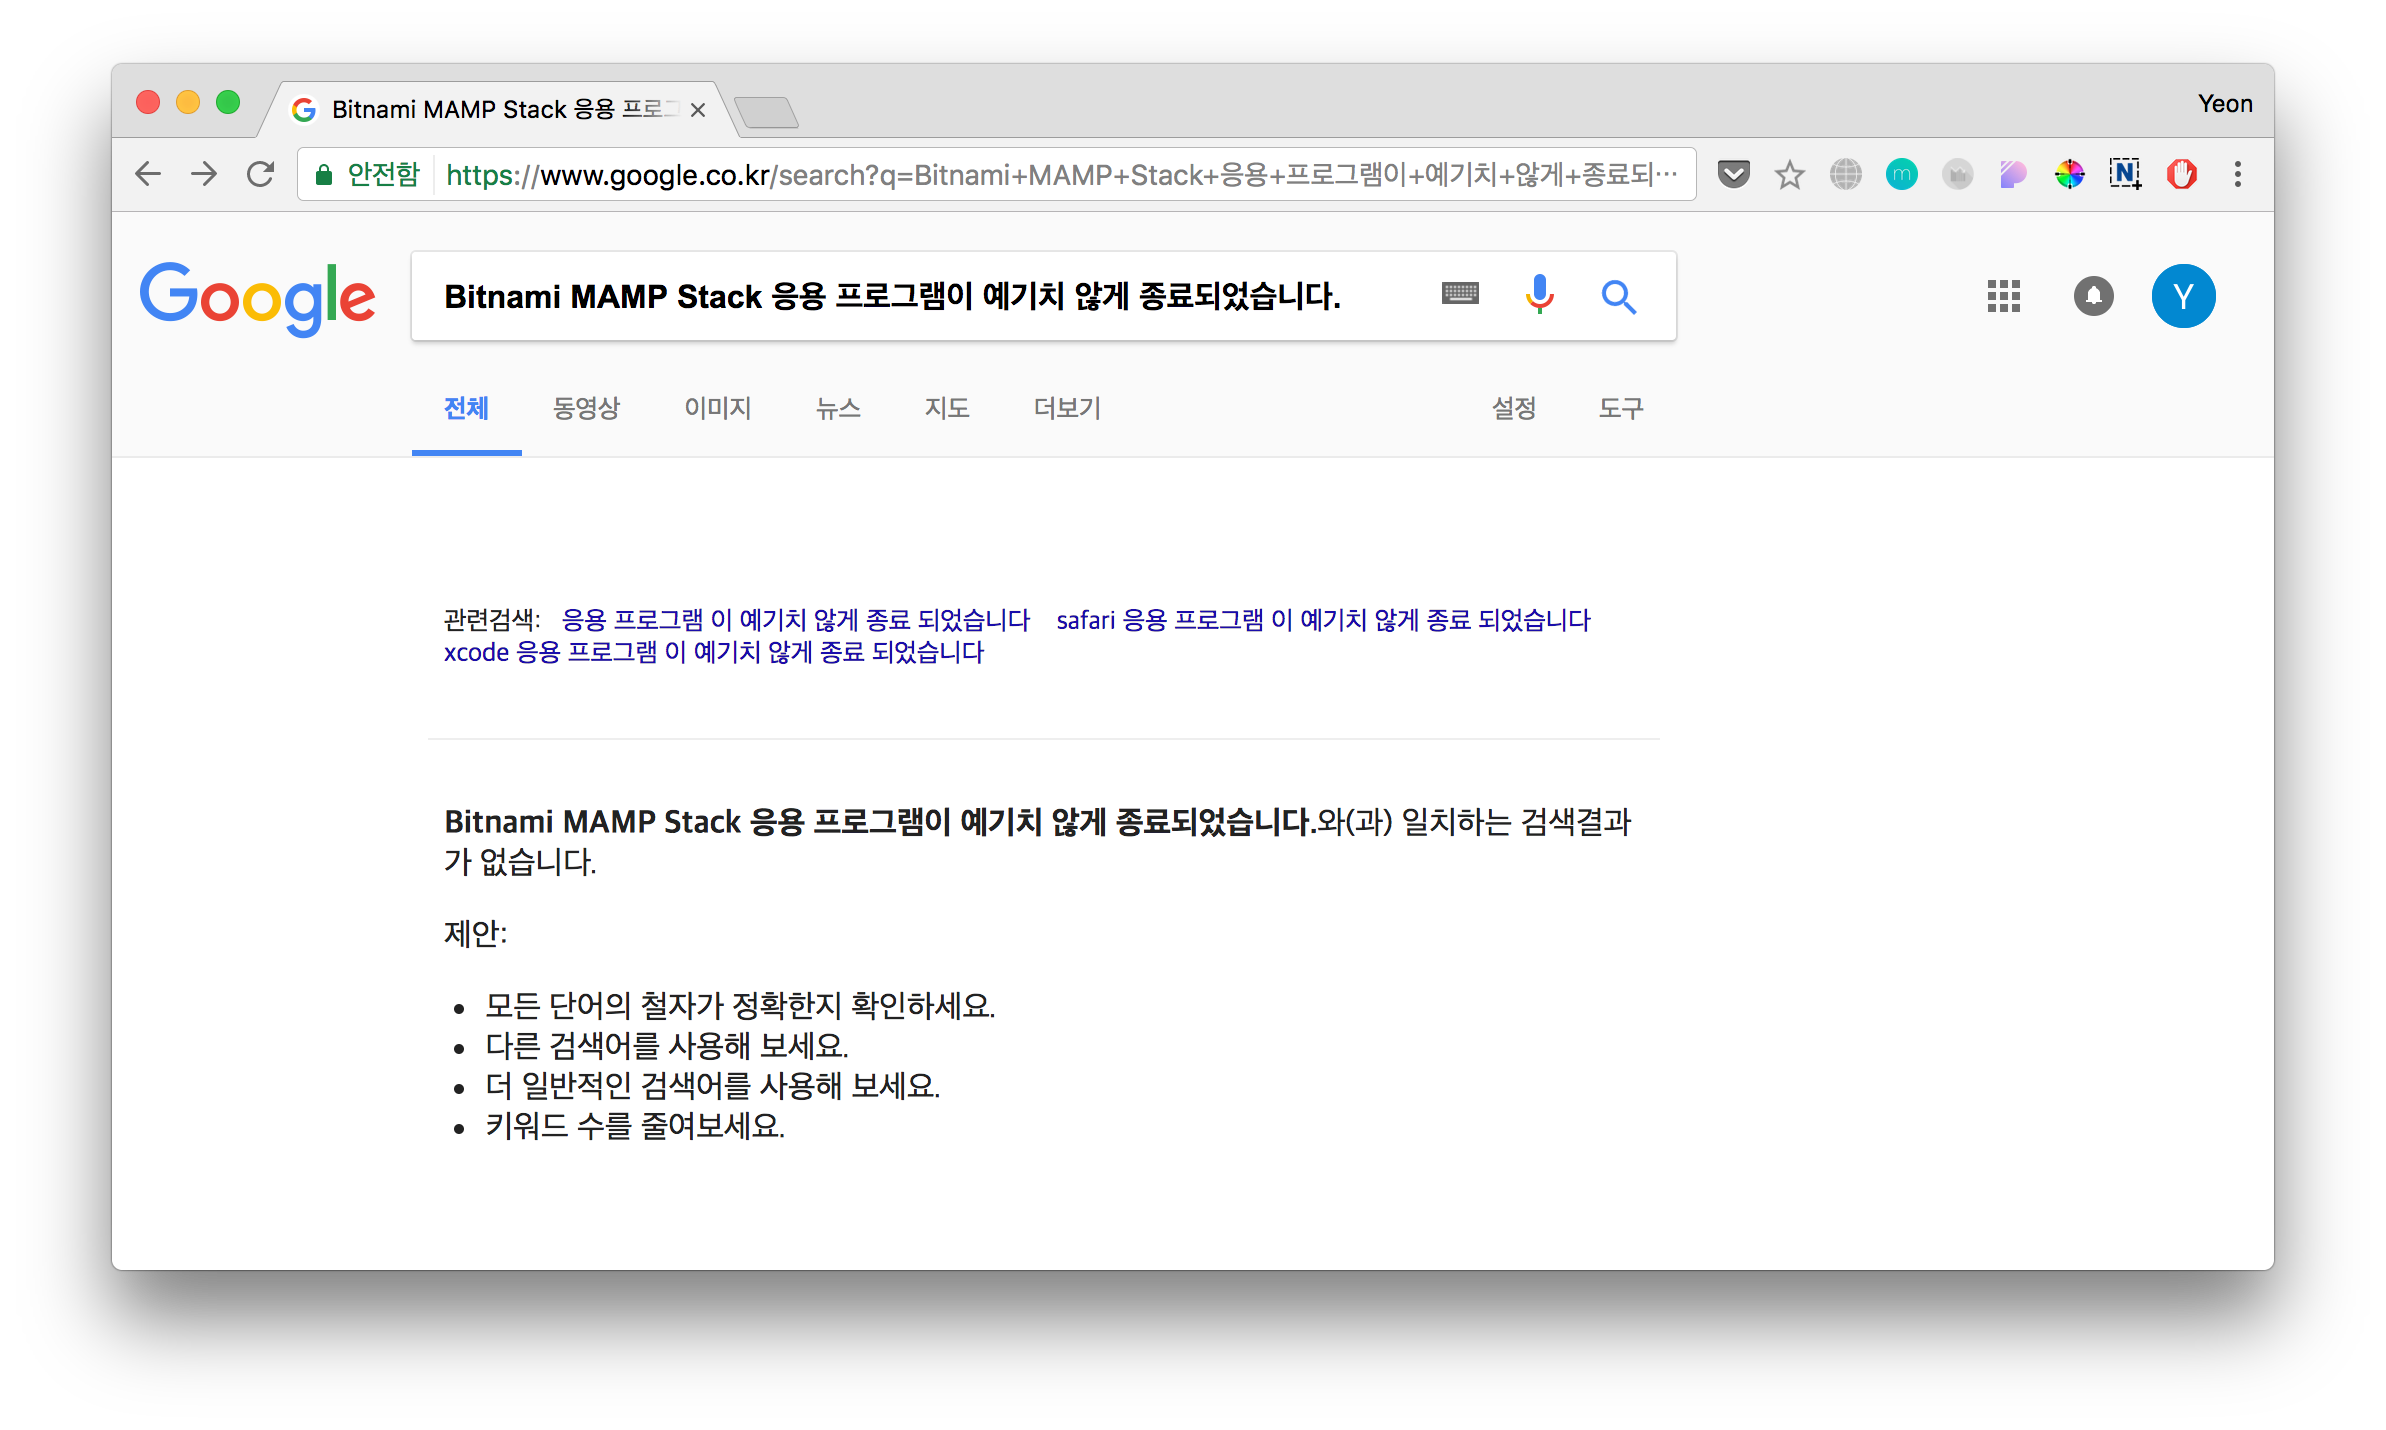 Bitnami MAMP Stack 응용 프로그
Yeon
안전함 https://www.google.co.kr/search?q=Bitnami+MAMP+Stack+응용+프로그램이+예기치+않게+종료되…
Google
Bitnami MAMP Stack 응용 프로그램이 예기치 않게 종료되었습니다.
Y
전체 동영상 이미지 뉴스 지도 더보기 설정 도구
관련검색: 응용 프로그램 이 예기치 않게 종료 되었습니다 safari 응용 프로그램 이 예기치 않게 종료 되었습니다
xcode 응용 프로그램 이 예기치 않게 종료 되었습니다
Bitnami MAMP Stack 응용 프로그램이 예기치 않게 종료되었습니다.와(과) 일치하는 검색결과
가 없습니다.
제안:
• 모든 단어의 철자가 정확한지 확인하세요.
• 다른 검색어를 사용해 보세요.
• 더 일반적인 검색어를 사용해 보세요.
• 키워드 수를 줄여보세요.